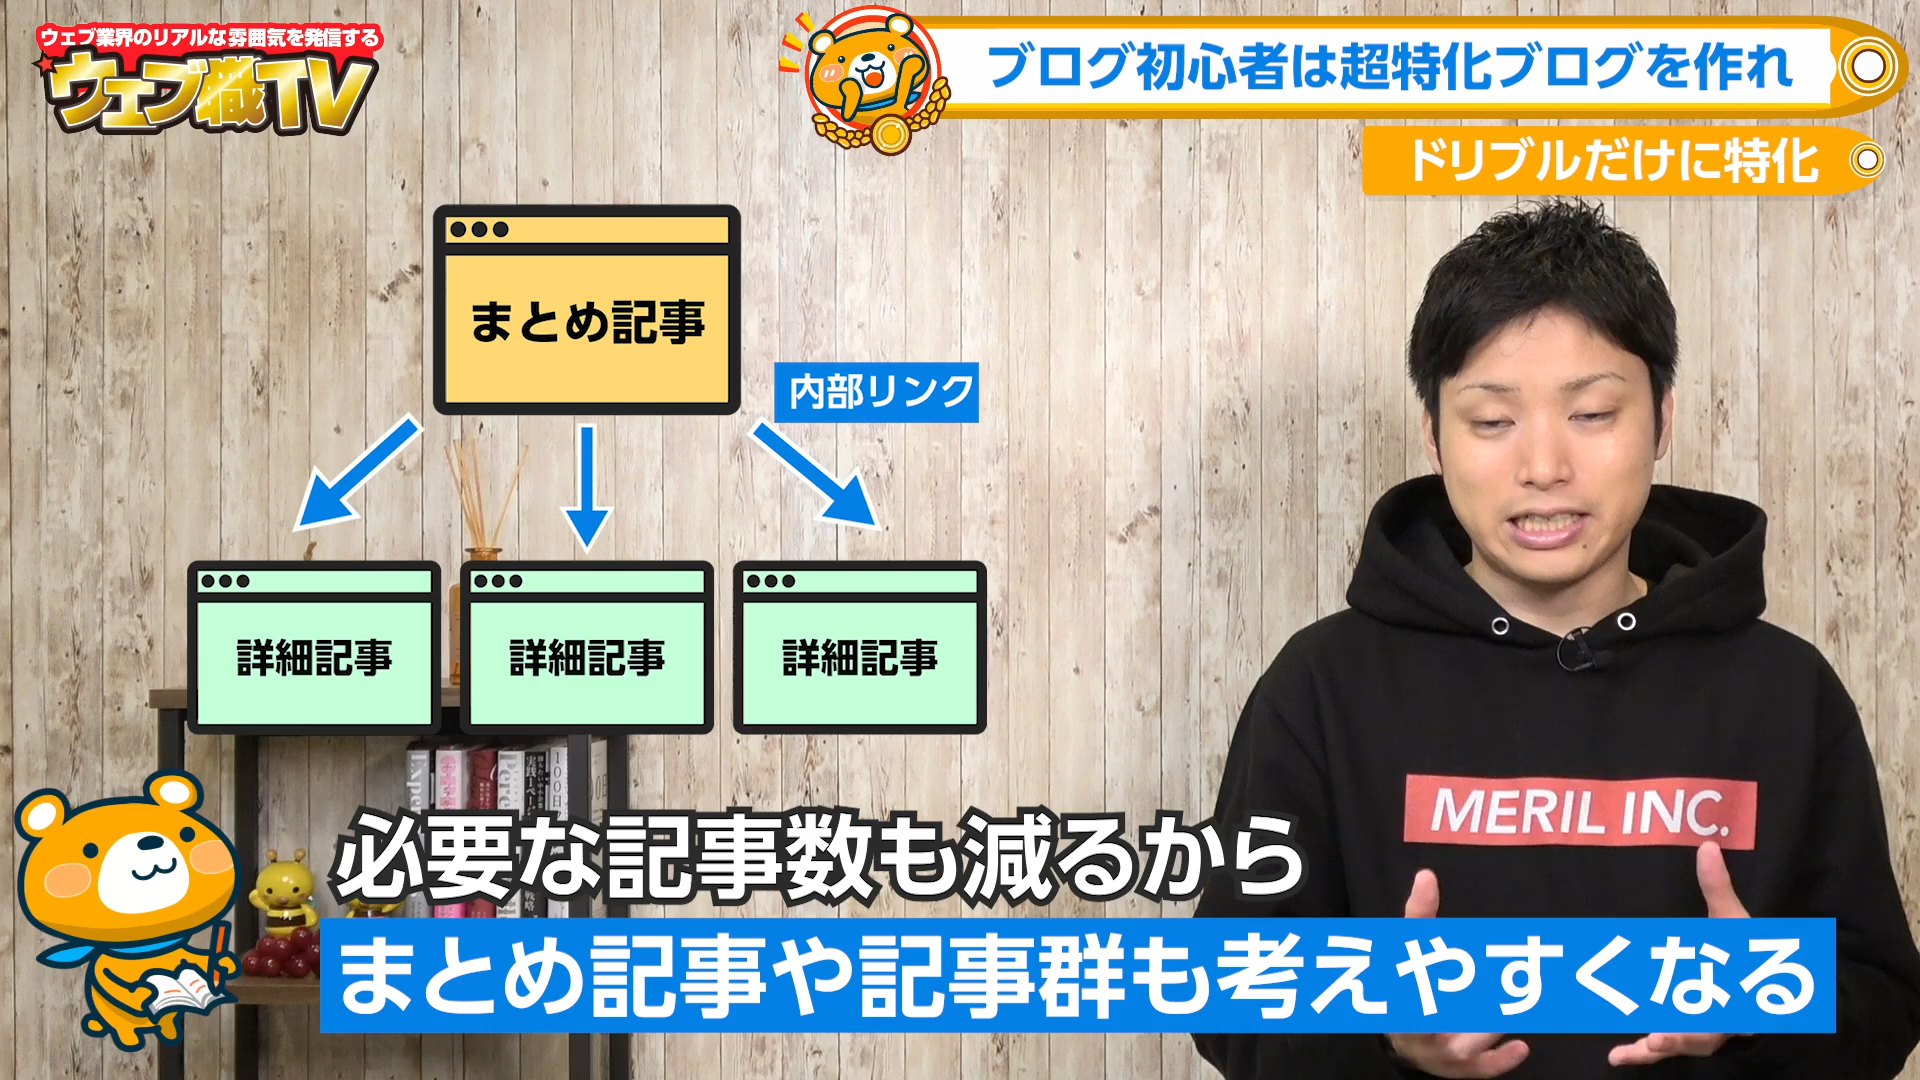 ウェブ業界のリアルな雰囲気を発信する
ウェブ職TV
ブログ初心者は超特化ブログを作れ
ドリブルだけに特化
まとめ記事
内部リンク
詳細記事
詳細記事
詳細記事
MERIL INC.
必要な記事数も減るから
まとめ記事や記事群も考えやすくなる